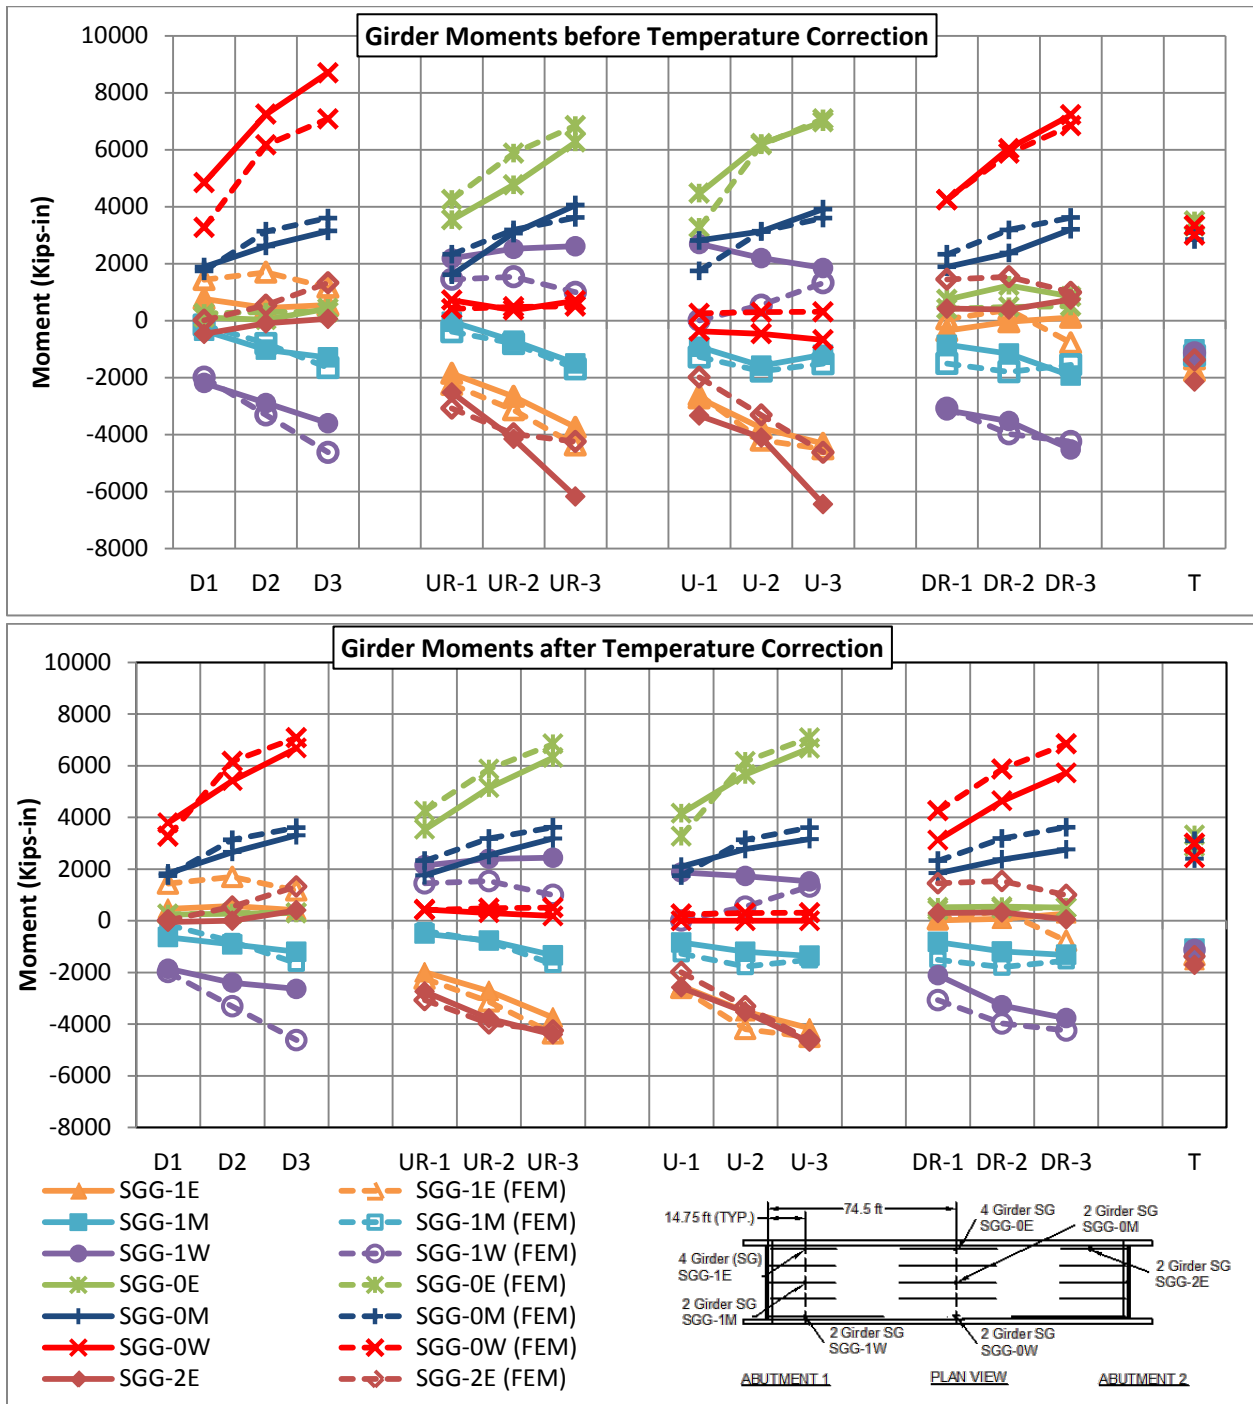 Girder Moments before Temperature Correction
Moment (Kips-in)
10000
8000
6000
4000
2000
0
-2000
-4000
-6000
-8000
D1 D2 D3 UR-1 UR-2 UR-3 U-1 U-2 U-3 DR-1 DR-2 DR-3 T
Girder Moments after Temperature Correction
Moment (Kips-in)
10000
8000
6000
4000
2000
0
-2000
-4000
-6000
-8000
D1 D2 D3 UR-1 UR-2 UR-3 U-1 U-2 U-3 DR-1 DR-2 DR-3 T
SGG-1E SGG-1E (FEM)
SGG-1M SGG-1M (FEM)
SGG-1W SGG-1W (FEM)
SGG-0E SGG-0E (FEM)
SGG-0M SGG-0M (FEM)
SGG-0W SGG-0W (FEM)
SGG-2E SGG-2E (FEM)
14.75 ft (TYP.)
74.5 ft
4 Girder SG
SGG-0E
2 Girder SG
SGG-0M
4 Girder (SG)
SGG-1E
2 Girder SG
SGG-2E
2 Girder SG
SGG-1M
2 Girder SG
SGG-1W
2 Girder SG
SGG-0W
ABUTMENT 1 PLAN VIEW ABUTMENT 2